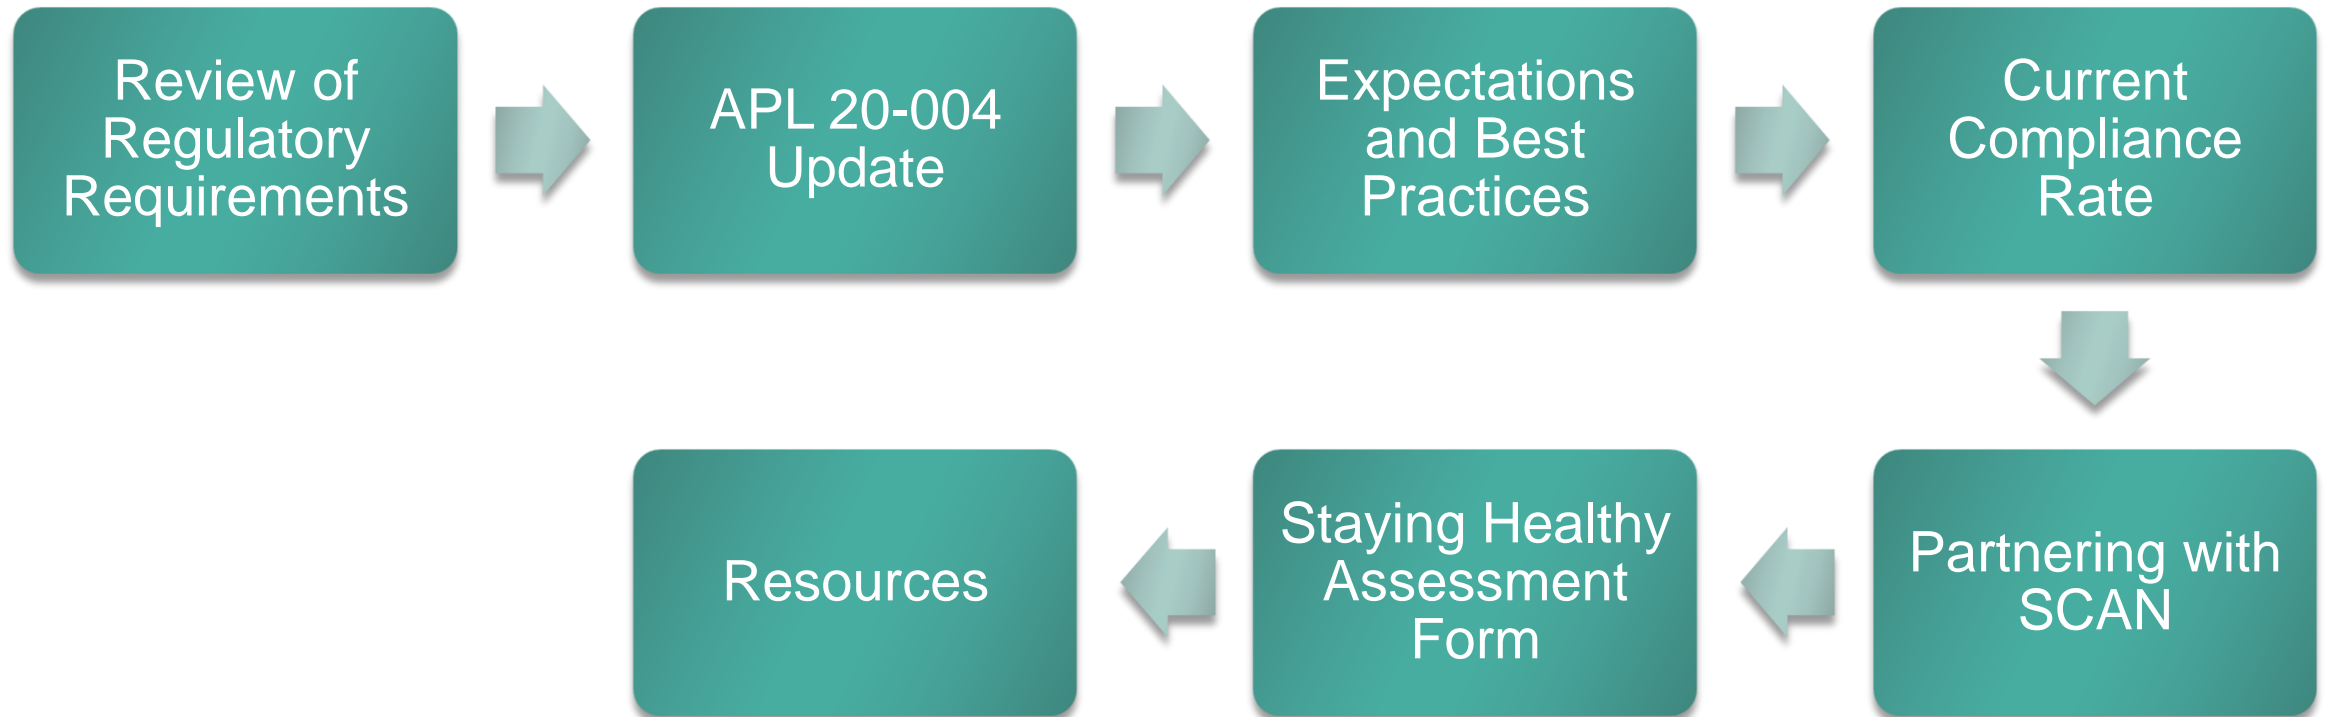 Review of
Regulatory
Requirements
APL 20-004
Update
Expectations
and Best
Practices
Current
Compliance
Rate
Partnering with
SCAN
Staying Healthy
Assessment
Form
Resources